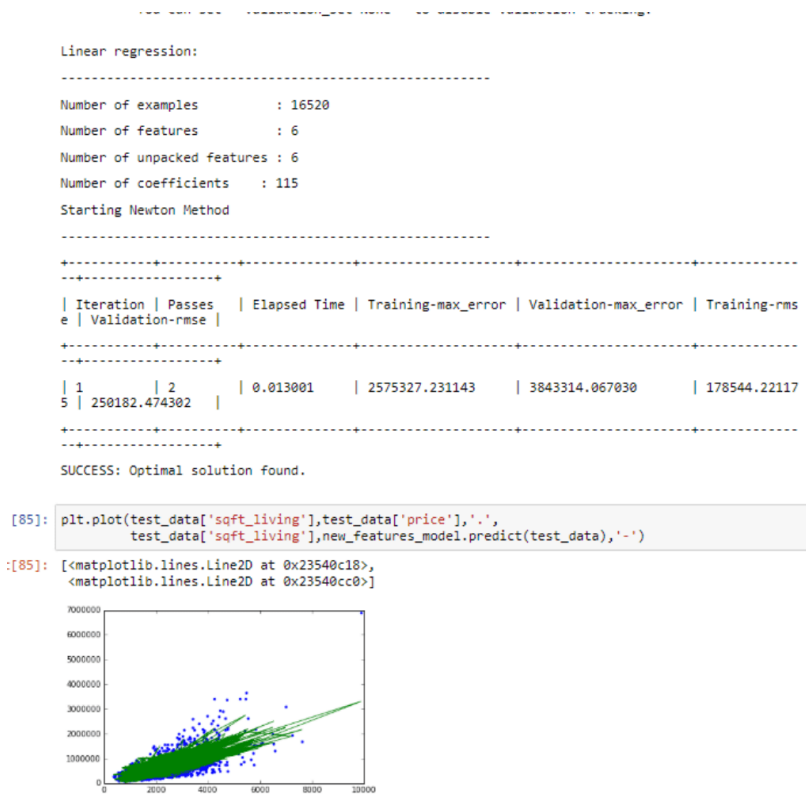 Linear regression:
--------------------------------------------------------
Number of examples          : 16520
Number of features          : 6
Number of unpacked features : 6
Number of coefficients    : 115
Starting Newton Method
--------------------------------------------------------
+-----------+----------+--------------+--------------------+----------------------+-------------
--+-----------------+
| Iteration | Passes   | Elapsed Time | Training-max_error | Validation-max_error | Training-rms
e | Validation-rmse |
+-----------+----------+--------------+--------------------+----------------------+-------------
--+-----------------+
| 1         | 2        | 0.013001     | 2575327.231143     | 3843314.067030       | 178544.22117
5 | 250182.474302   |
+-----------+----------+--------------+--------------------+----------------------+-------------
--+-----------------+
SUCCESS: Optimal solution found.
[85]: plt.plot(test_data['sqft_living'],test_data['price'],'.',
test_data['sqft_living'],new_features_model.predict(test_data),'-')
:[85]: [<matplotlib.lines.Line2D at 0x23540c18>,
<matplotlib.lines.Line2D at 0x23540cc0>]
7000000
6000000
5000000
4000000
3000000
2000000
1000000
0
0 2000 4000 6000 8000 10000